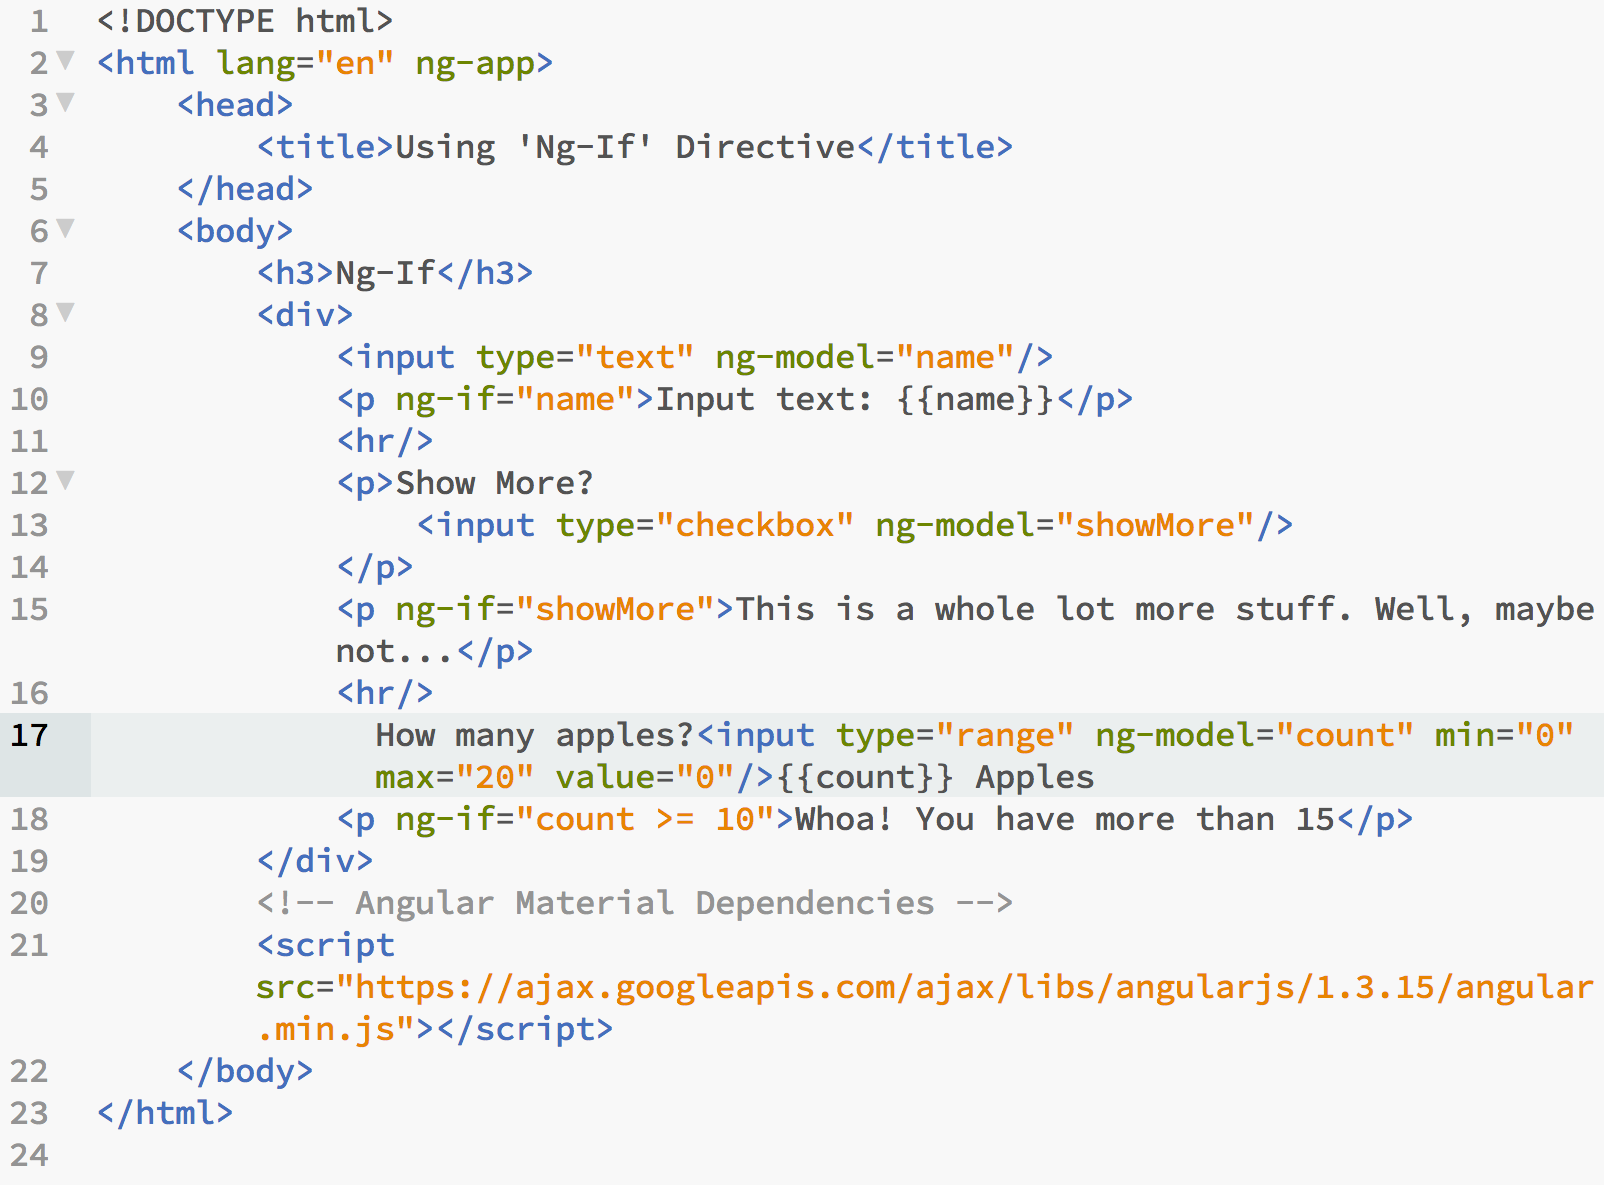 1 <!DOCTYPE html>
2 <html lang="en" ng-app>
3 <head>
4 <title>Using 'Ng-If' Directive</title>
5 </head>
6 <body>
7 <h3>Ng-If</h3>
8 <div>
9 <input type="text" ng-model="name"/>
10 <p ng-if="name">Input text: {{name}}</p>
11 <hr/>
12 <p>Show More?
13 <input type="checkbox" ng-model="showMore"/>
14 </p>
15 <p ng-if="showMore">This is a whole lot more stuff. Well, maybe
not...</p>
16 <hr/>
17 How many apples?<input type="range" ng-model="count" min="0"
max="20" value="0"/>{{count}} Apples
18 <p ng-if="count >= 10">Whoa! You have more than 15</p>
19 </div>
20 <!-- Angular Material Dependencies -->
21 <script
src="https://ajax.googleapis.com/ajax/libs/angularjs/1.3.15/angular
.min.js"></script>
22 </body>
23 </html>
24